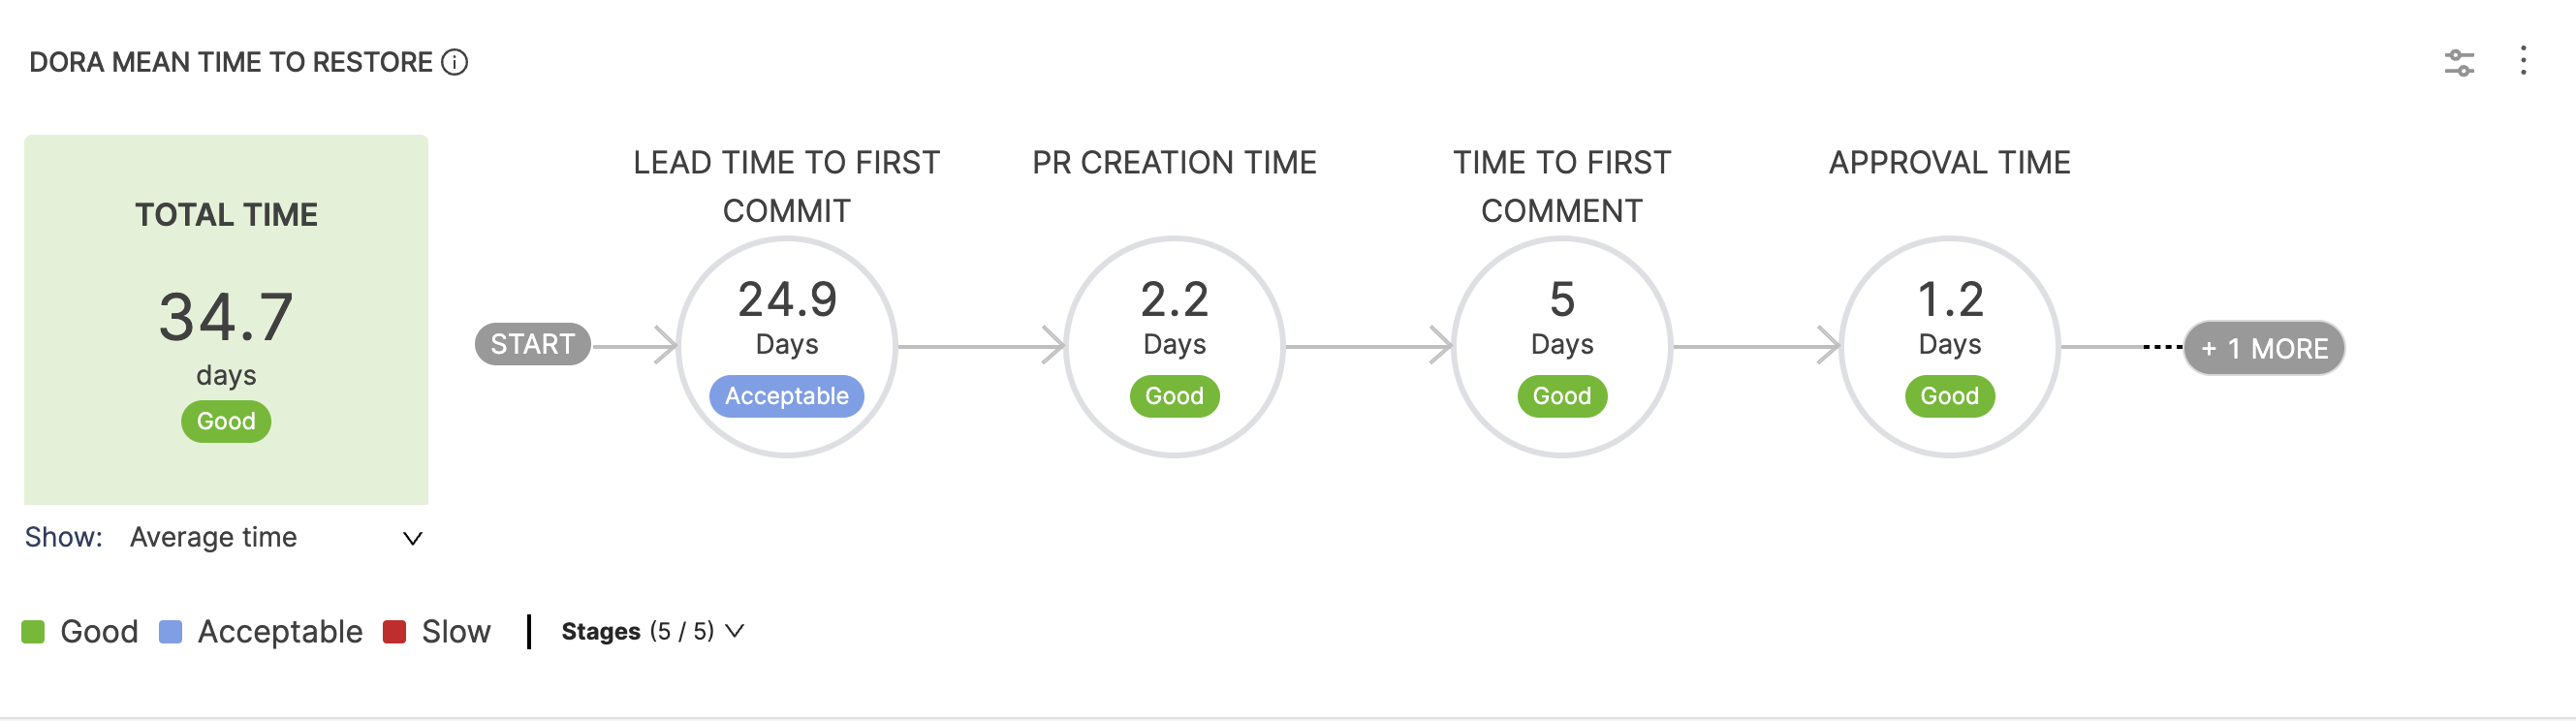 DORA MEAN TIME TO RESTORE
TOTAL TIME
34.7
days
Good
Show: Average time
START
LEAD TIME TO FIRST
COMMIT
24.9
Days
Acceptable
PR CREATION TIME
2.2
Days
Good
TIME TO FIRST
COMMENT
5
Days
Good
APPROVAL TIME
1.2
Days
Good
+ 1 MORE
Good Acceptable Slow Stages (5 / 5)